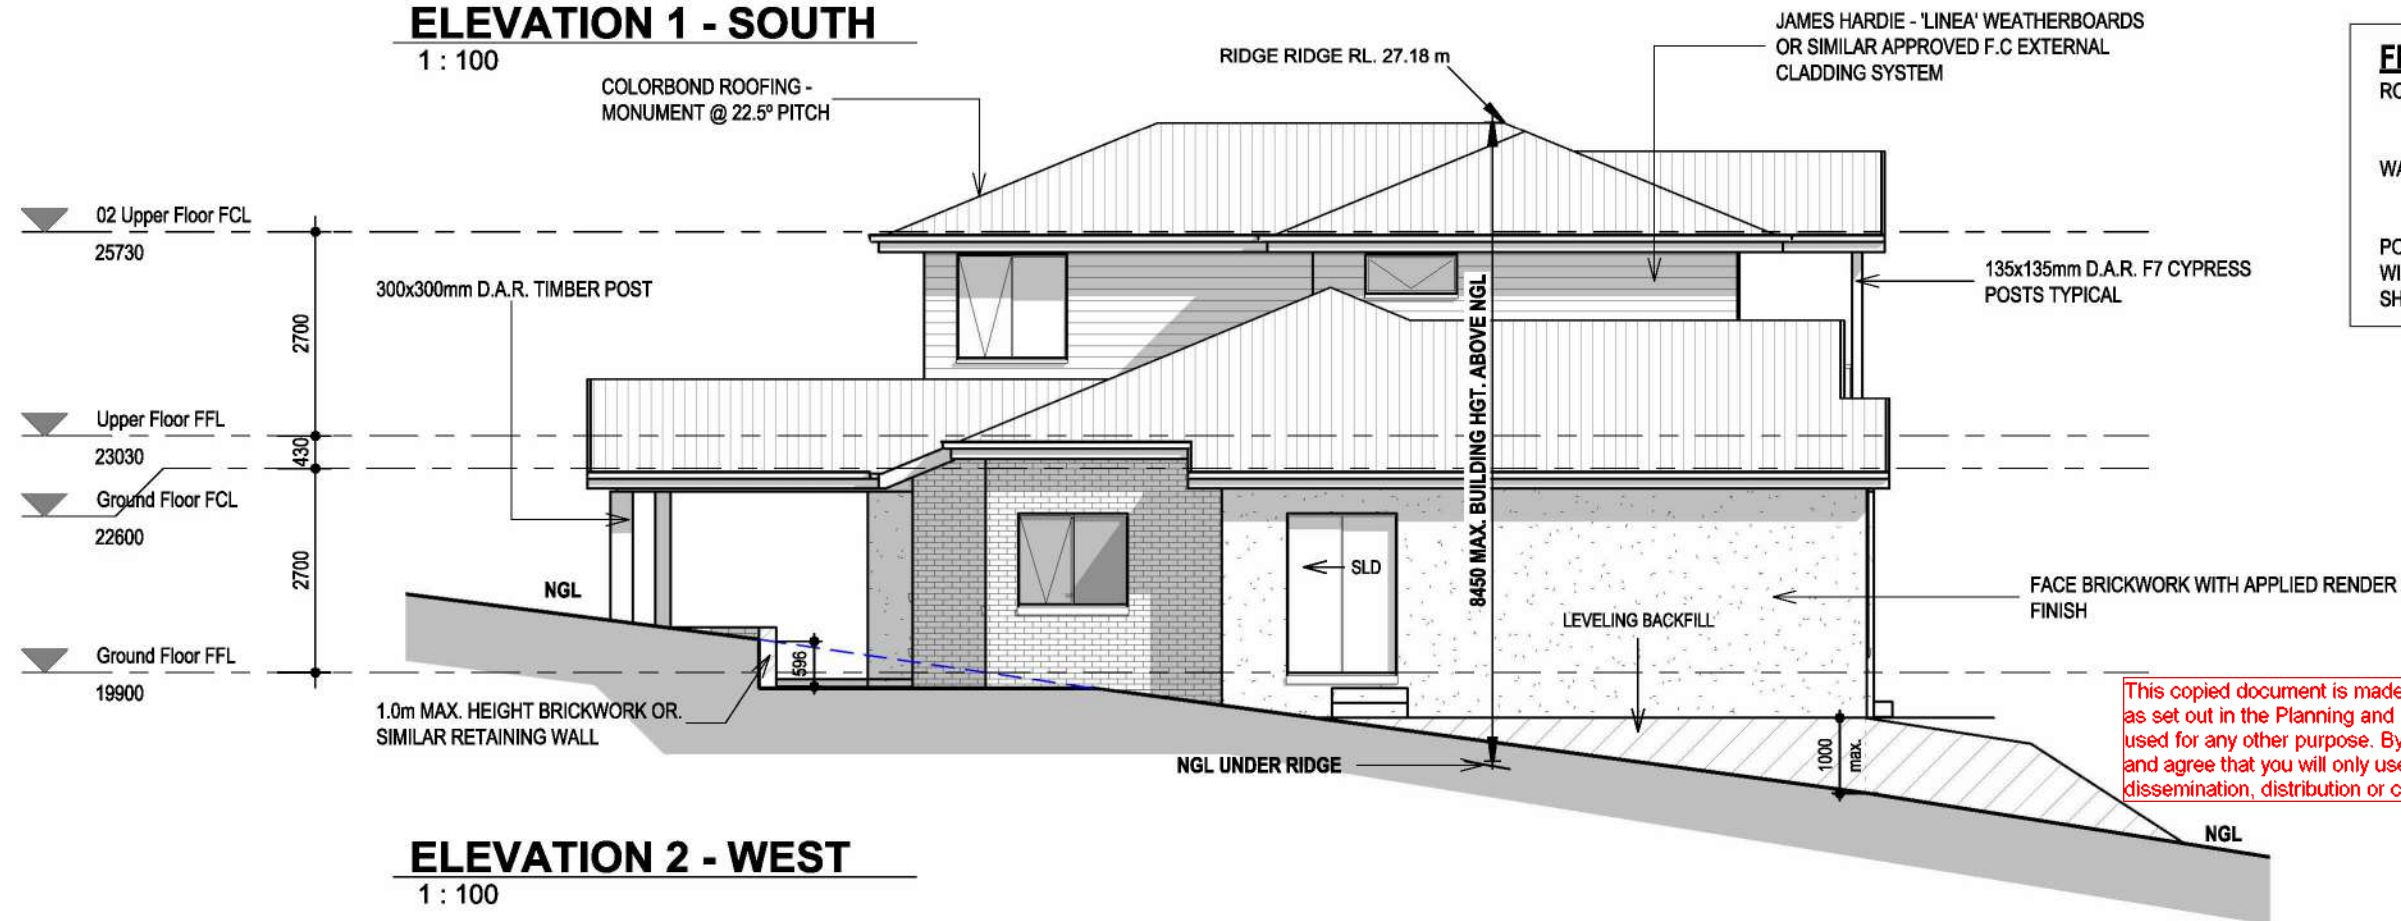 ELEVATION 1 - SOUTH
1 : 100
COLORBOND ROOFING -
MONUMENT @ 22.5º PITCH
RIDGE RIDGE RL. 27.18 m
JAMES HARDIE - 'LINEA' WEATHERBOARDS
OR SIMILAR APPROVED F.C EXTERNAL
CLADDING SYSTEM
02 Upper Floor FCL
25730
300x300mm D.A.R. TIMBER POST
135x135mm D.A.R. F7 CYPRESS
POSTS TYPICAL
2700
8450 MAX. BUILDING HGT. ABOVE NGL
Upper Floor FFL
23030
430
Ground Floor FCL
22600
2700
NGL
SLD
FACE BRICKWORK WITH APPLIED RENDER
FINISH
LEVELING BACKFILL
Ground Floor FFL
19900
596
1.0m MAX. HEIGHT BRICKWORK OR.
SIMILAR RETAINING WALL
NGL UNDER RIDGE
1000
max.
This copied document is made
as set out in the Planning and
used for any other purpose. By
and agree that you will only use
dissemination, distribution or c
NGL
ELEVATION 2 - WEST
1 : 100